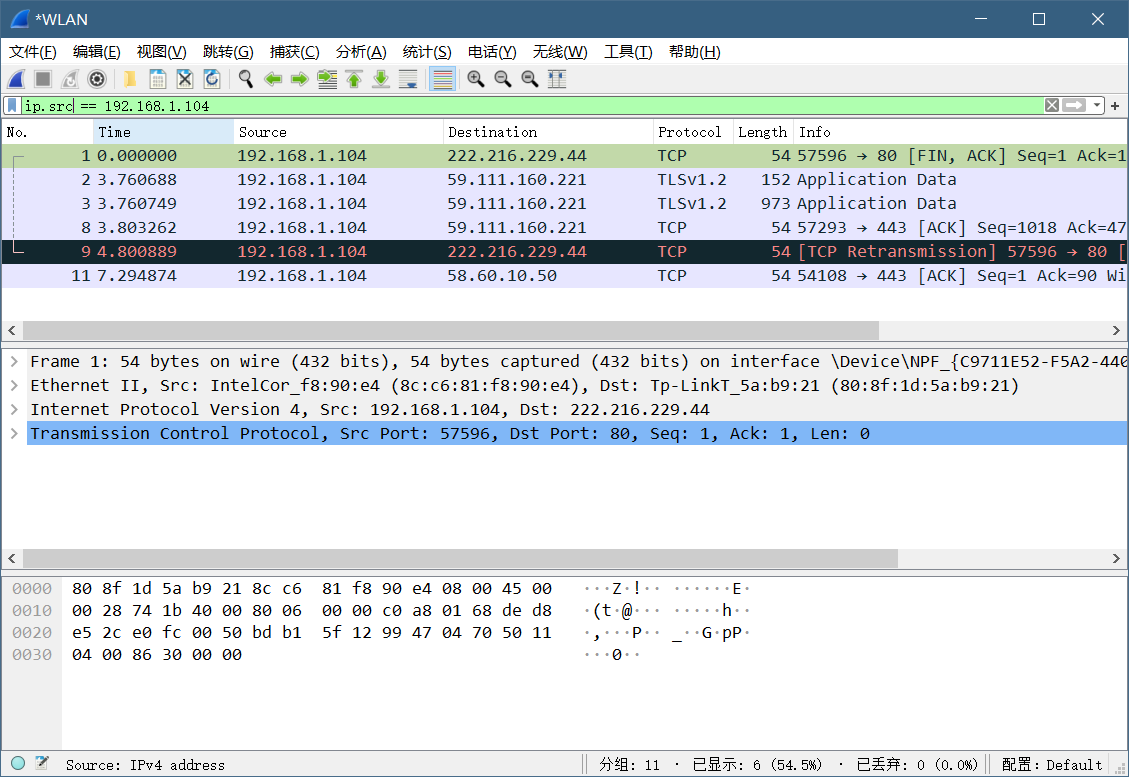 *WLAN
文件(F) 编辑(E) 视图(V) 跳转(G) 捕获(C) 分析(A) 统计(S) 电话(Y) 无线(W) 工具(T) 帮助(H)
ip.src == 192.168.1.104
No. Time Source Destination Protocol Length Info
1 0.000000 192.168.1.104 222.216.229.44 TCP 54 57596 → 80 [FIN, ACK] Seq=1 Ack=1
2 3.760688 192.168.1.104 59.111.160.221 TLSv1.2 152 Application Data
3 3.760749 192.168.1.104 59.111.160.221 TLSv1.2 973 Application Data
8 3.803262 192.168.1.104 59.111.160.221 TCP 54 57293 → 443 [ACK] Seq=1018 Ack=47
9 4.800889 192.168.1.104 222.216.229.44 TCP 54 [TCP Retransmission] 57596 → 80 [
11 7.294874 192.168.1.104 58.60.10.50 TCP 54 54108 → 443 [ACK] Seq=1 Ack=90 Wi
Frame 1: 54 bytes on wire (432 bits), 54 bytes captured (432 bits) on interface \Device\NPF_{C9711E52-F5A2-440
Ethernet II, Src: IntelCor_f8:90:e4 (8c:c6:81:f8:90:e4), Dst: Tp-LinkT_5a:b9:21 (80:8f:1d:5a:b9:21)
Internet Protocol Version 4, Src: 192.168.1.104, Dst: 222.216.229.44
Transmission Control Protocol, Src Port: 57596, Dst Port: 80, Seq: 1, Ack: 1, Len: 0
0000 80 8f 1d 5a b9 21 8c c6 81 f8 90 e4 08 00 45 00 ···Z·!·· ······E·
0010 00 28 74 1b 40 00 80 06 00 00 c0 a8 01 68 de d8 ·(t·@··· ·····h··
0020 e5 2c e0 fc 00 50 bd b1 5f 12 99 47 04 70 50 11 ·,···P·· _··G·pP·
0030 04 00 86 30 00 00 ···0··
Source: IPv4 address 分组: 11 · 已显示: 6 (54.5%) · 已丢弃: 0 (0.0%) 配置: Default